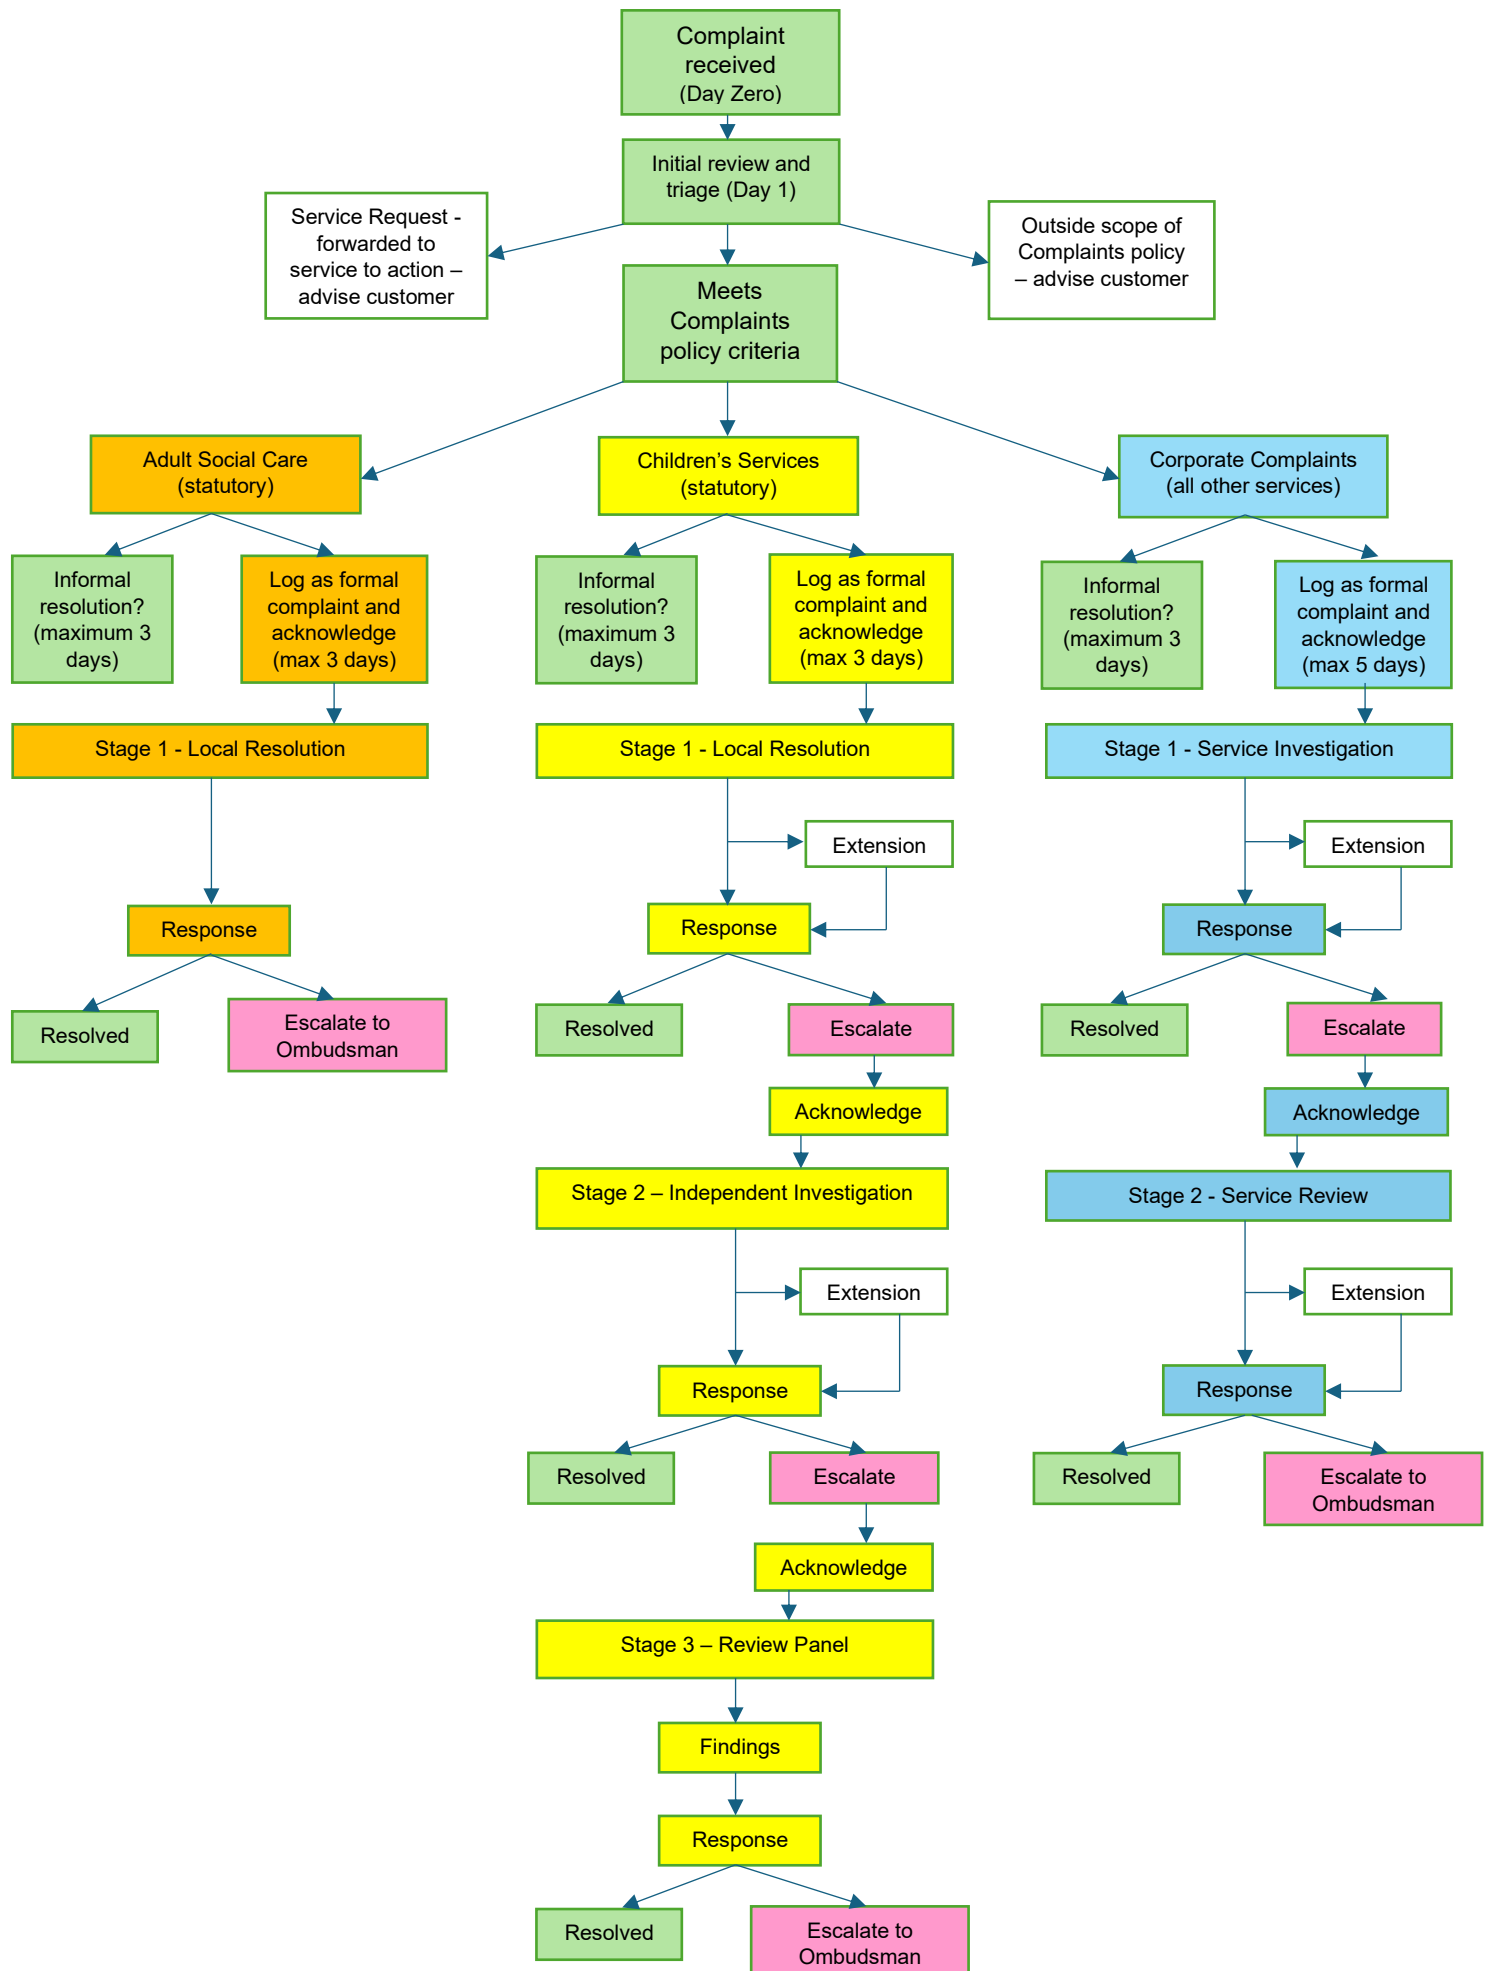 Complaint
received
(Day Zero)
Initial review and
triage (Day 1)
Service Request -
forwarded to
service to action –
advise customer
Outside scope of
Complaints policy
– advise customer
Meets
Complaints
policy criteria
Adult Social Care
(statutory)
Children’s Services
(statutory)
Corporate Complaints
(all other services)
Informal
resolution?
(maximum 3
days)
Log as formal
complaint and
acknowledge
(max 3 days)
Informal
resolution?
(maximum 3
days)
Log as formal
complaint and
acknowledge
(max 3 days)
Informal
resolution?
(maximum 3
days)
Log as formal
complaint and
acknowledge
(max 5 days)
Stage 1 - Local Resolution
Stage 1 - Local Resolution
Stage 1 - Service Investigation
Extension
Extension
Response
Response
Response
Resolved
Escalate to
Ombudsman
Resolved
Escalate
Resolved
Escalate
Acknowledge
Acknowledge
Stage 2 – Independent Investigation
Stage 2 - Service Review
Extension
Extension
Response
Response
Resolved
Escalate
Resolved
Escalate to
Ombudsman
Acknowledge
Stage 3 – Review Panel
Findings
Response
Resolved
Escalate to
Ombudsman